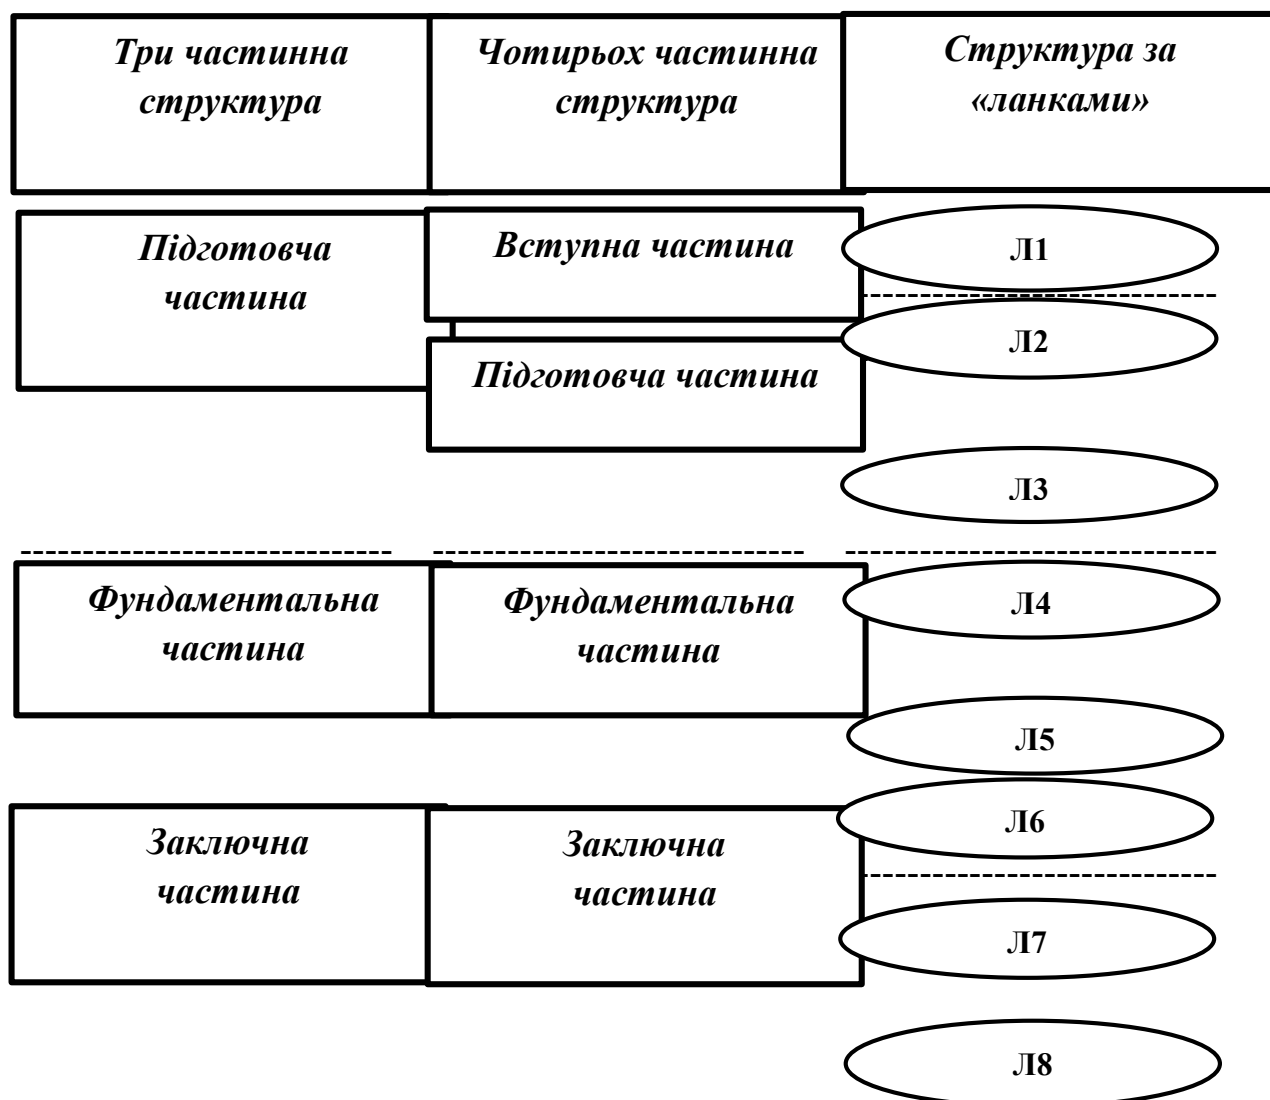 Три частинна
структура
Чотирьох частинна
структура
Структура за
«ланками»
Підготовча
частина
Вступна частина
Підготовча частина
Л1
Л2
Л3
Фундаментальна
частина
Фундаментальна
частина
Л4
Л5
Заключна
частина
Заключна
частина
Л6
Л7
Л8